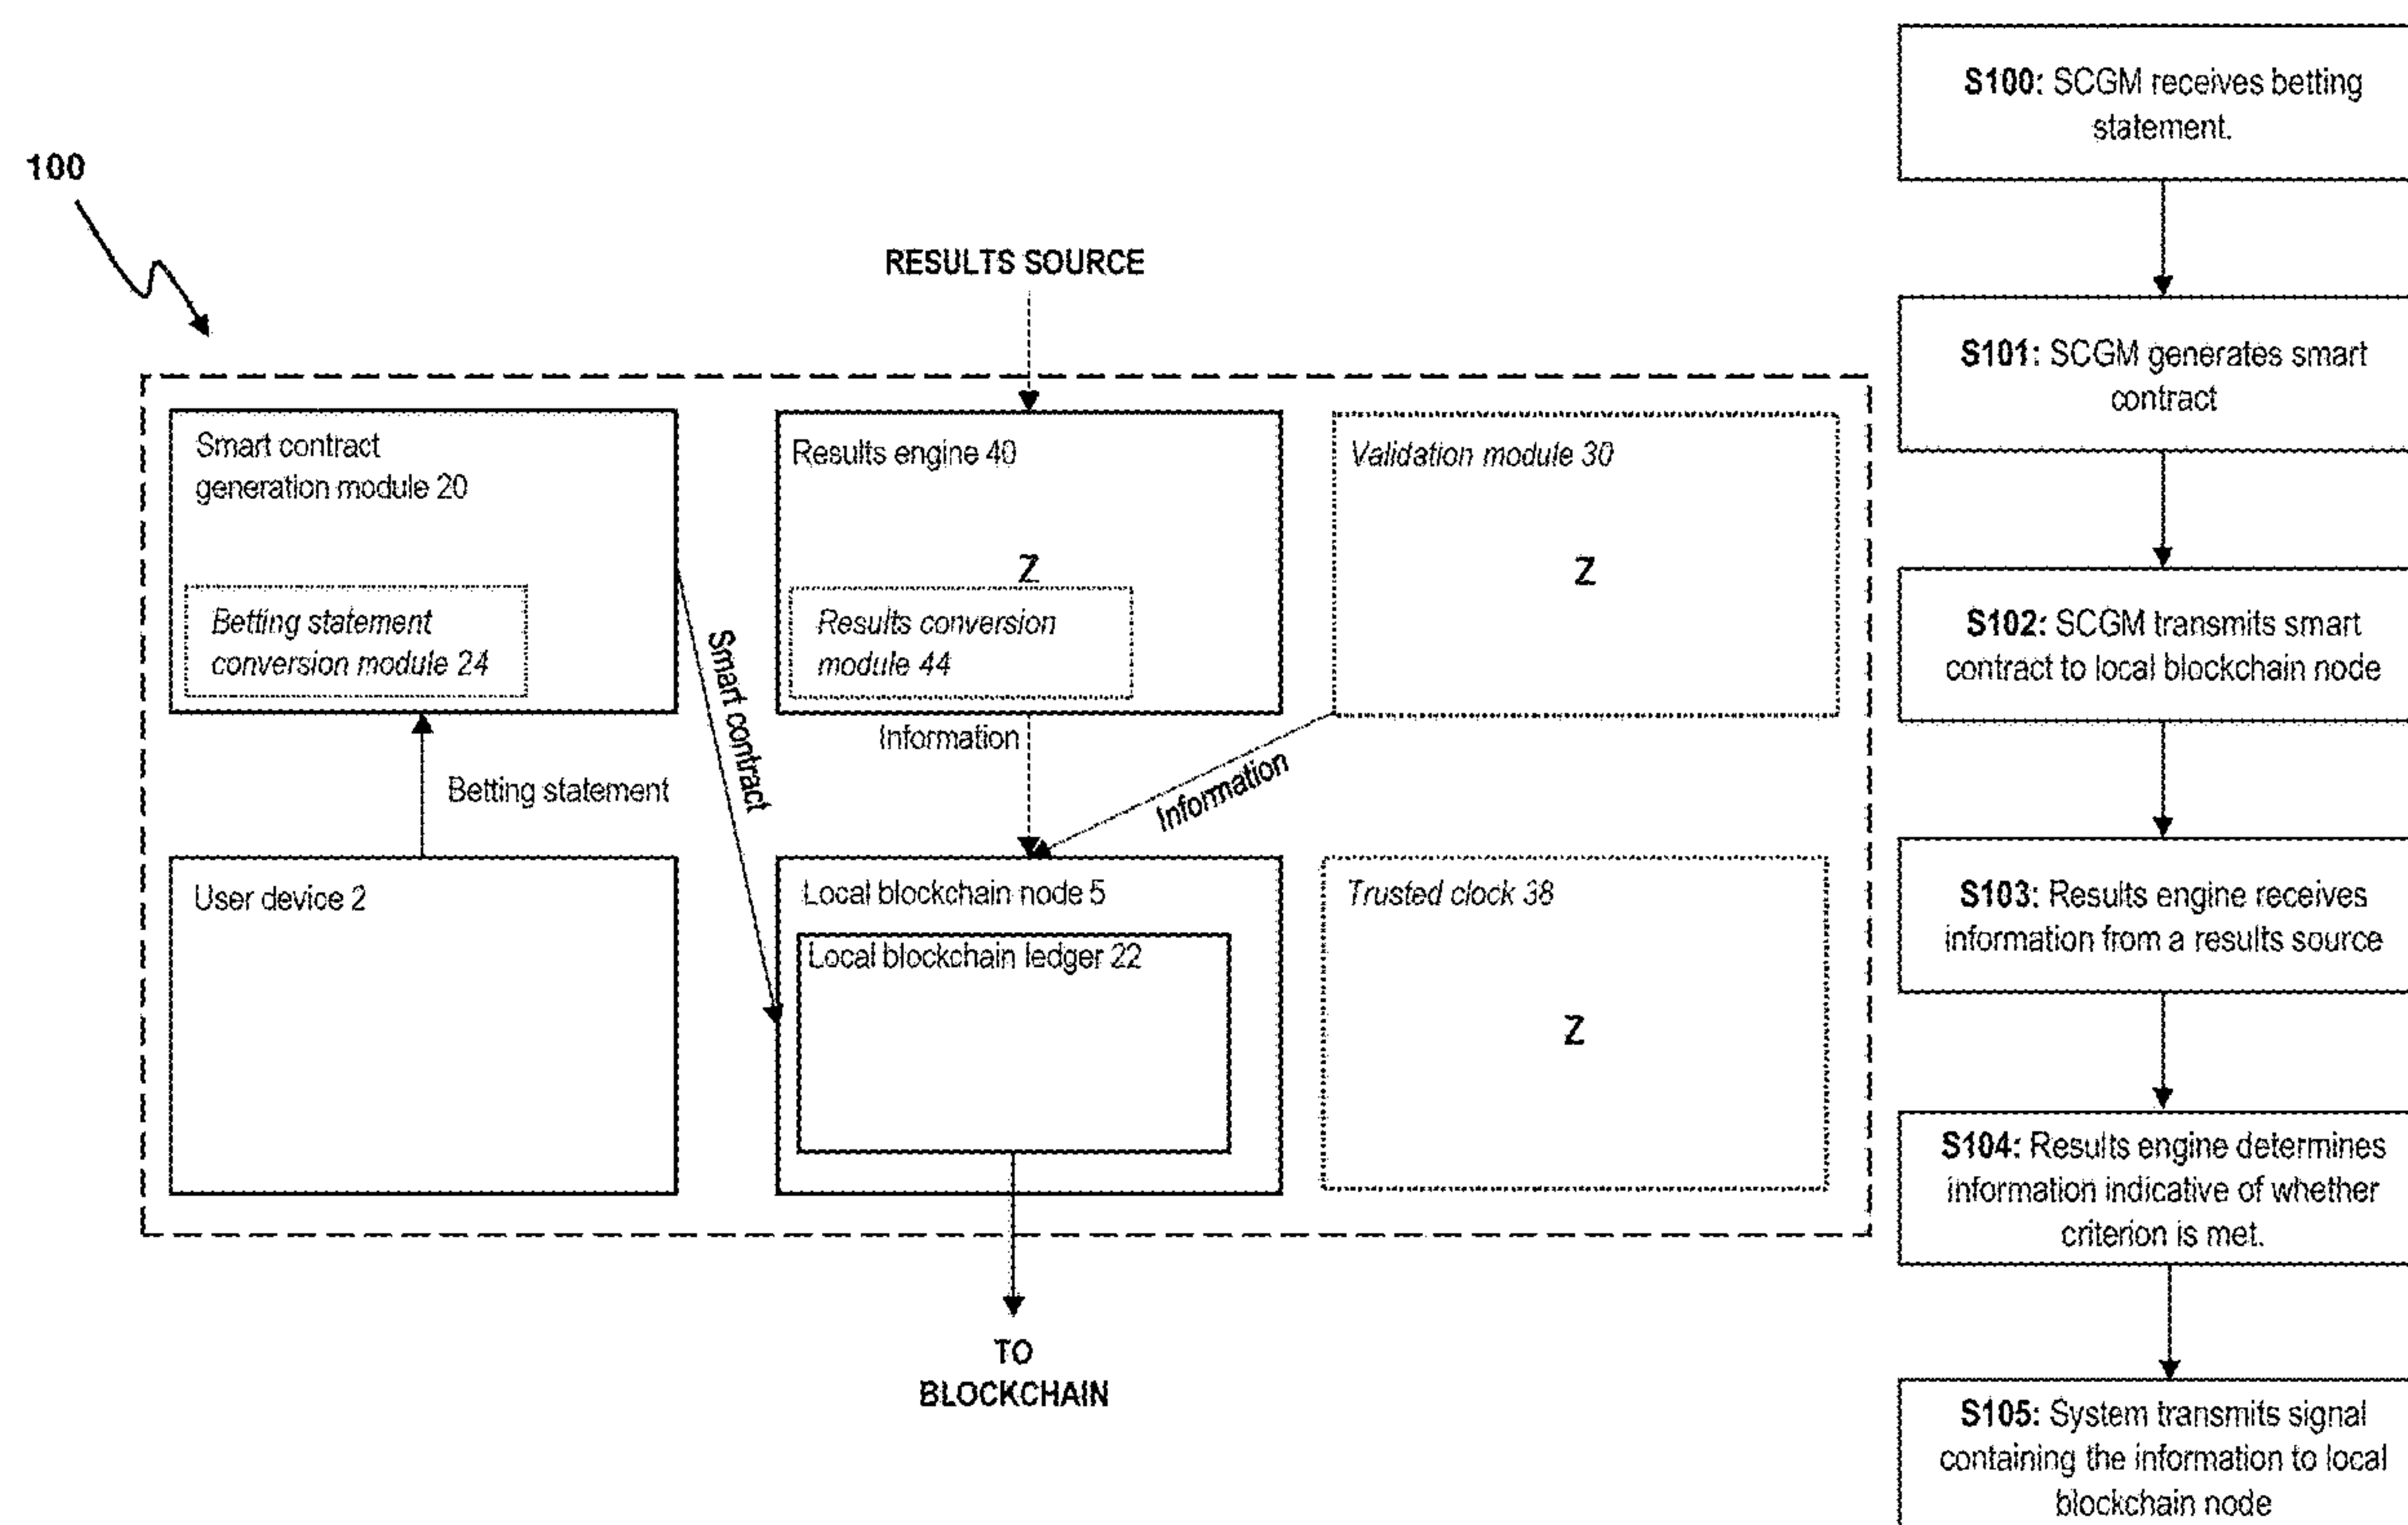 100
RESULTS SOURCE
Smart contract
generation module 20
Betting statement
conversion module 24
Results engine 40
Z
Results conversion
module 44
Validation module 30
Z
Smart contract
Information
Information
Betting statement
User device 2
Local blockchain node 5
Local blockchain ledger 22
Trusted clock 38
Z
TO
BLOCKCHAIN
S100: SCGM receives betting
statement.
S101: SCGM generates smart
contract
S102: SCGM transmits smart
contract to local blockchain node
S103: Results engine receives
information from a results source
S104: Results engine determines
information indicative of whether
criterion is met.
S105: System transmits signal
containing the information to local
blockchain node